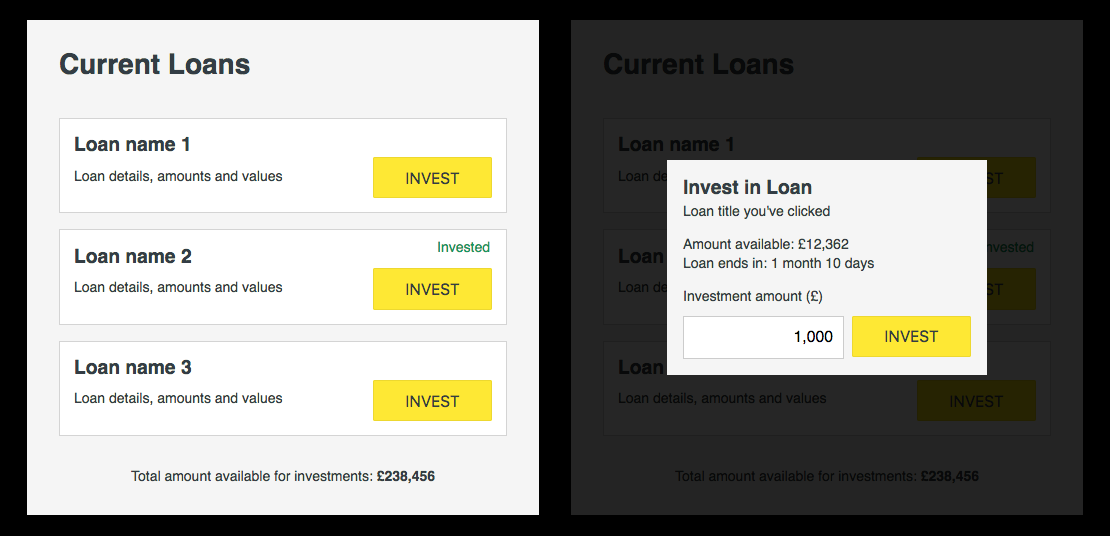 Current Loans
Loan name 1
Loan details, amounts and values
INVEST
Invested
Loan name 2
Loan details, amounts and values
INVEST
Loan name 3
Loan details, amounts and values
INVEST
Total amount available for investments: £238,456
Current Loans
Loan name 1
Loan de
ST
Invest in Loan
Loan title you've clicked
Amount available: £12,362
Loan ends in: 1 month 10 days
Investment amount (£)
1,000
INVEST
nvested
Loan
Loan de
ST
Loan
Loan details, amounts and values
INVEST
Total amount available for investments: £238,456